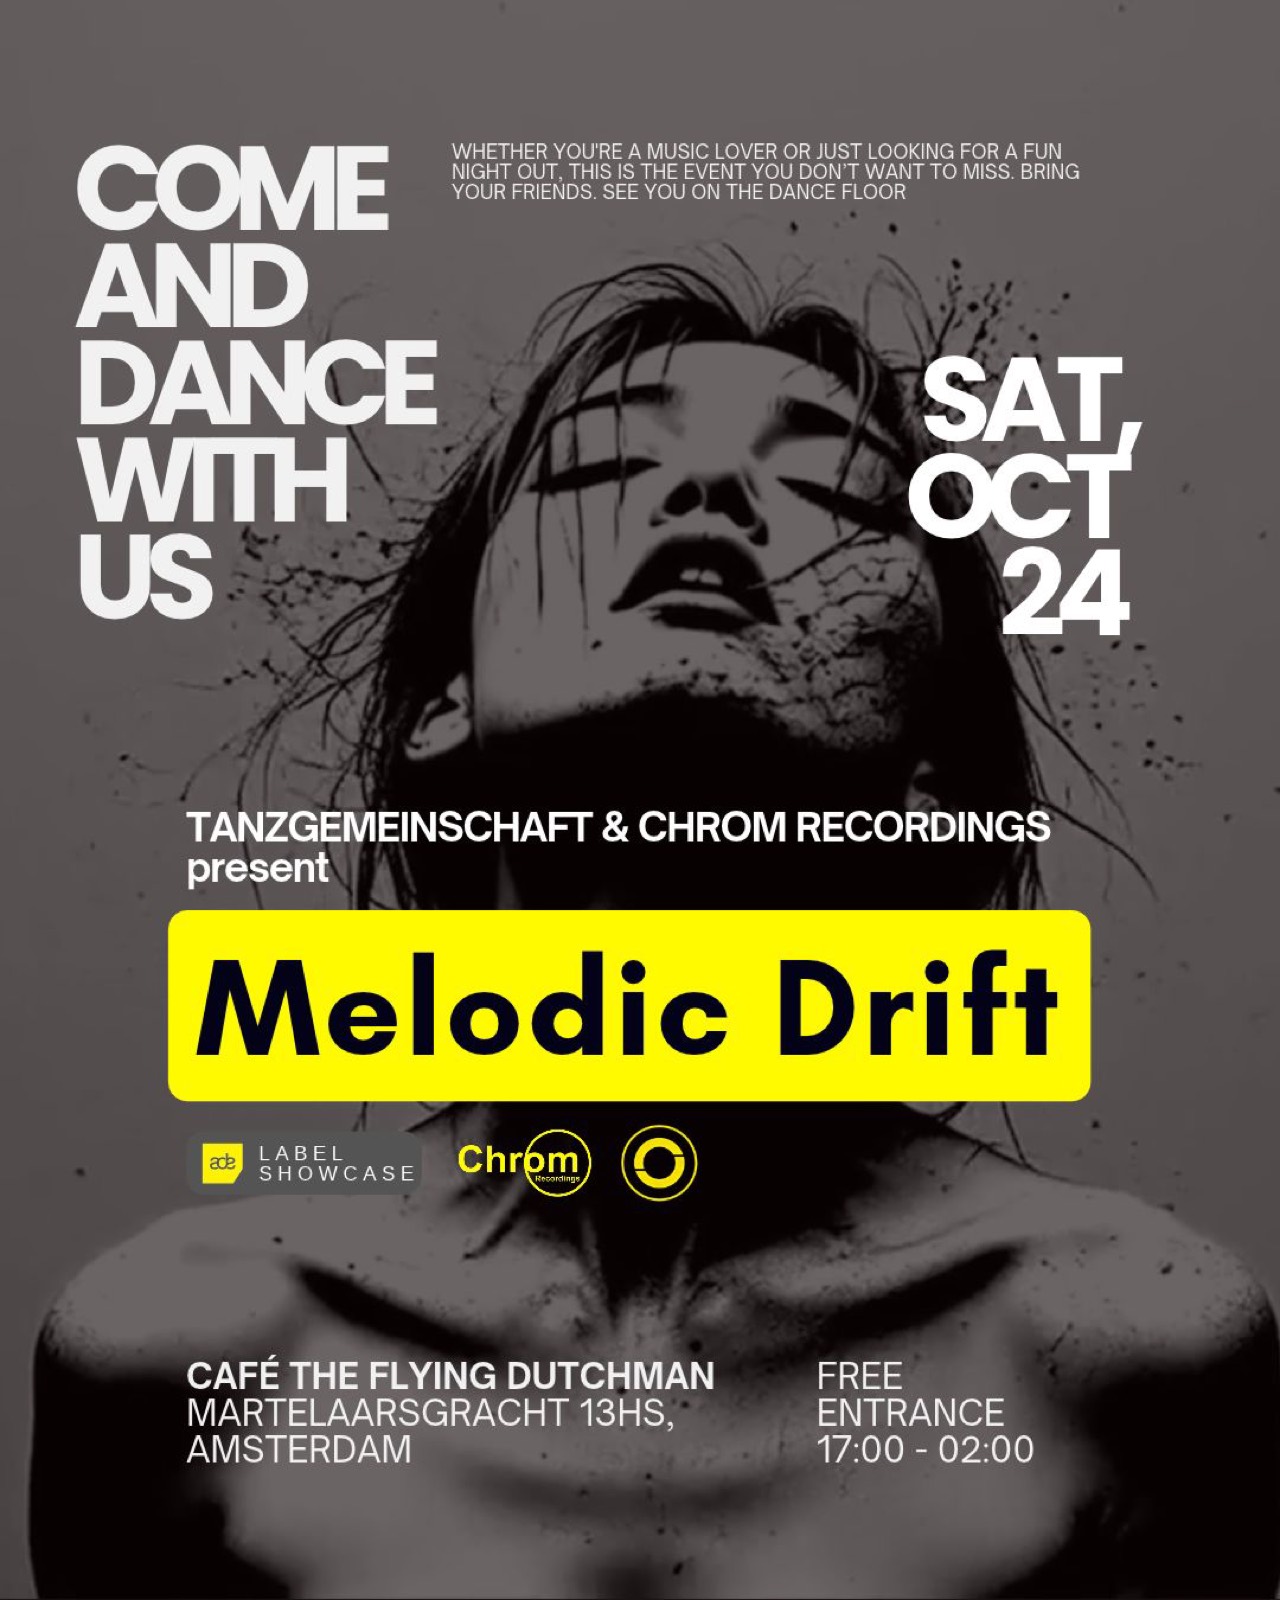 COME
AND
DANCE
WITH
US
WHETHER YOU'RE A MUSIC LOVER OR JUST LOOKING FOR A FUN
NIGHT OUT, THIS IS THE EVENT YOU DON'T WANT TO MISS. BRING
YOUR FRIENDS. SEE YOU ON THE DANCE FLOOR
SAT,
OCT
24
TANZGEMEINSCHAFT & CHROM RECORDINGS
present
Melodic Drift
ade
LABEL
SHOWCASE
Chrom
Recordings
CAFÉ THE FLYING DUTCHMAN
MARTELAARSGRACHT 13HS,
AMSTERDAM
FREE
ENTRANCE
17:00 - 02:00